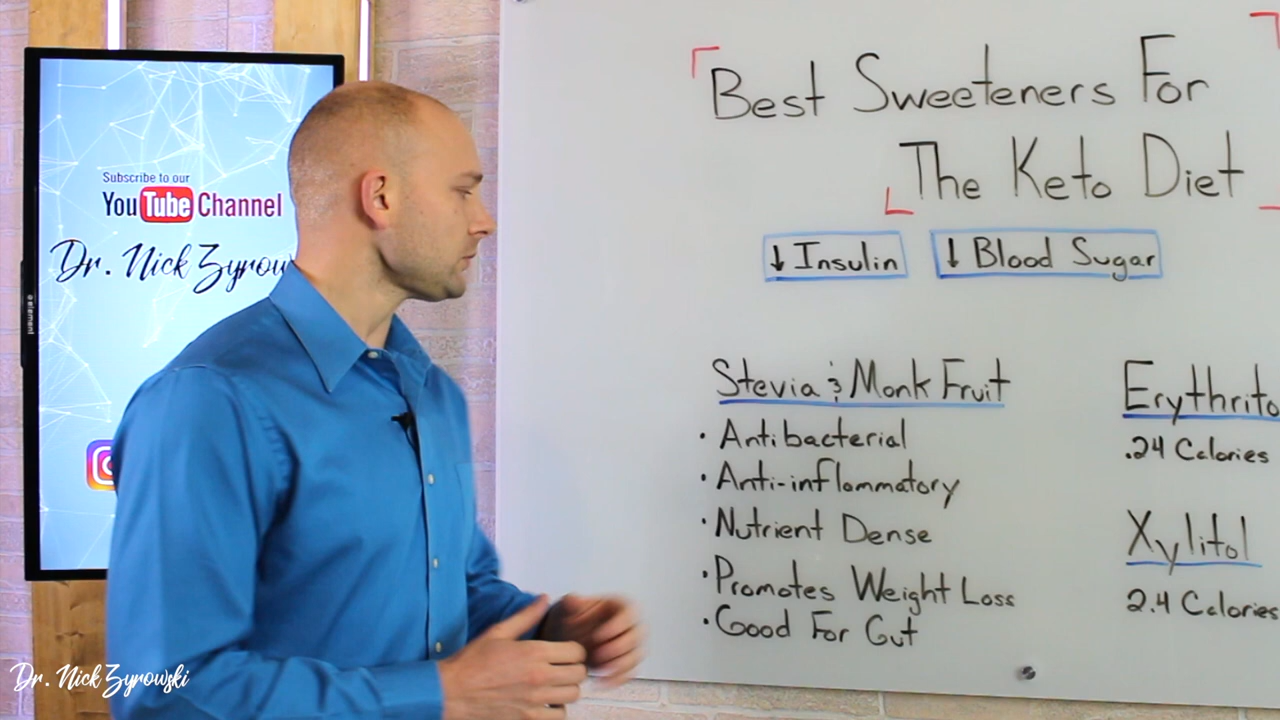 Subscribe to our
YouTube Channel
Dr. Nick Zyrow
element
Best Sweeteners For
The Keto Diet
↓ Insulin
↓ Blood Sugar
Stevia & Monk Fruit
• Antibacterial
• Anti-inflammatory
• Nutrient Dense
• Promotes Weight Loss
• Good For Gut
Erythrito
.24 Calories
Xylitol
2.4 Calories
Dr. Nick Zyrowski